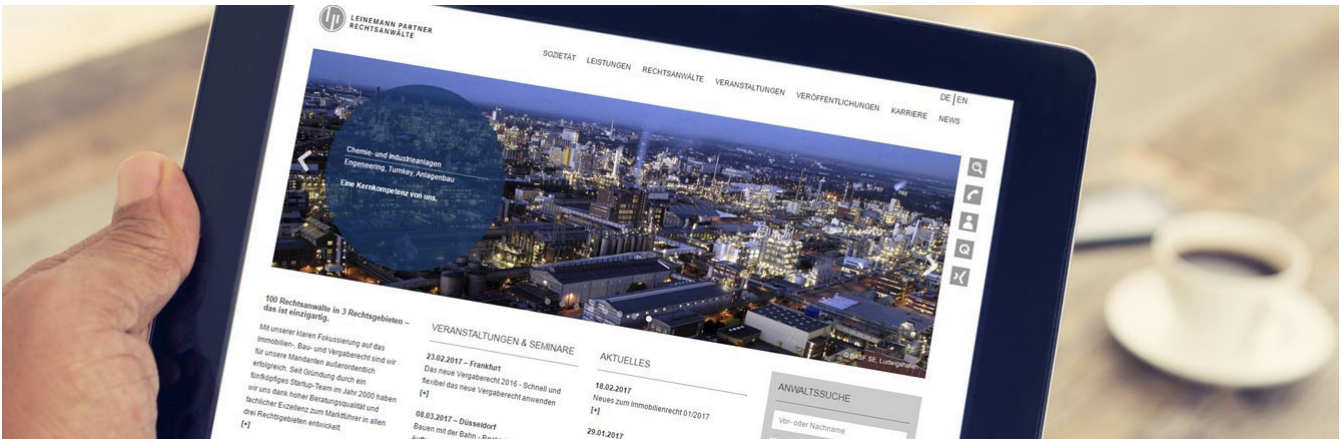 LEINEMANN PARTNER
RECHTSANWÄLTE
SOZIETÄT LEISTUNGEN RECHTSANWÄLTE VERANSTALTUNGEN VERÖFFENTLICHUNGEN KARRIERE NEWS
DE | EN
Chemie- und Industrieanlagen
Engeneering, Turnkey, Anlagenbau
Eine Kernkompetenz von uns.
© BASF SE, Ludwigshafen
100 Rechtsanwälte in 3 Rechtsgebieten –
das ist einzigartig.
Mit unserer klaren Fokussierung auf das
Immobilien-, Bau- und Vergaberecht sind wir
für unsere Mandanten außerordentlich
erfolgreich. Seit Gründung durch ein
fünfköpfiges Startup-Team im Jahr 2000 haben
wir uns dank hoher Beratungsqualität und
fachlicher Exzellenz zum Marktführer in allen
drei Rechtsgebieten entwickelt.
[+]
VERANSTALTUNGEN & SEMINARE
23.02.2017 – Frankfurt
Das neue Vergaberecht 2016 - Schnell und
flexibel das neue Vergaberecht anwenden
[+]
08.03.2017 – Düsseldorf
Bauen mit der Bahn -
AKTUELLES
18.02.2017
Neues zum Immobilienrecht 01/2017
[+]
29.01.2017
ANWALTSSUCHE
Vor- oder Nachname